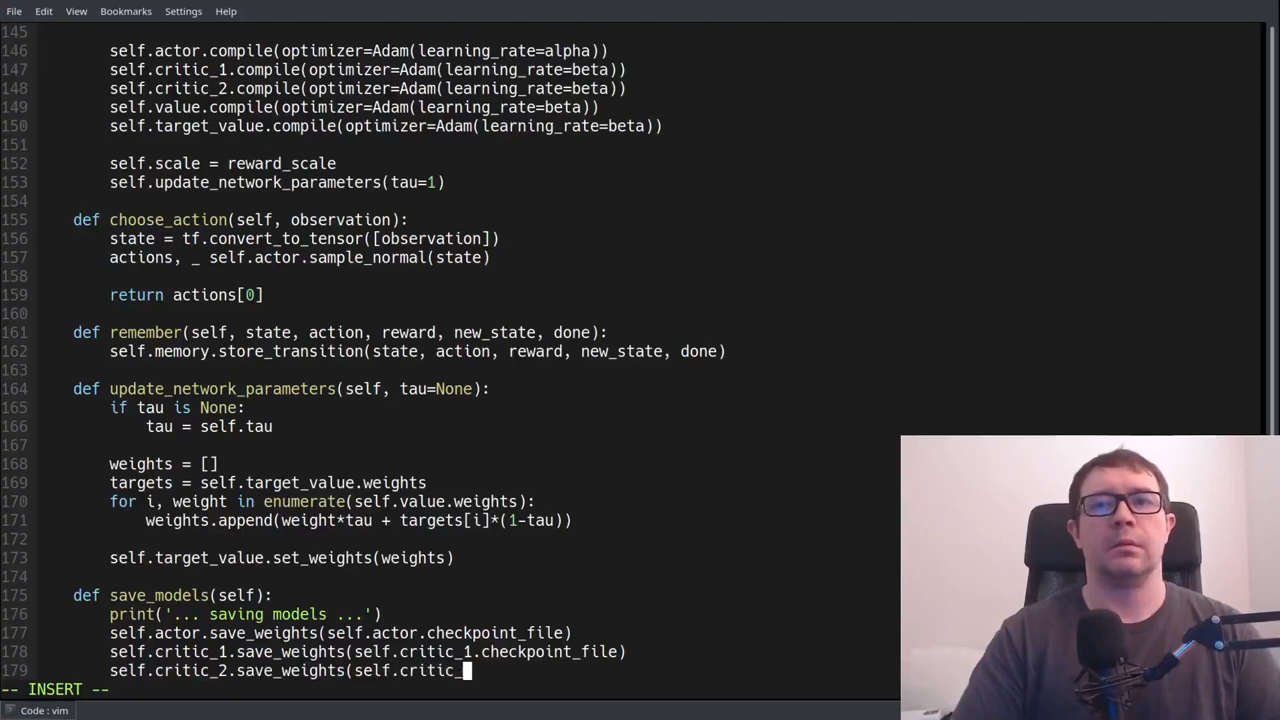 File Edit View Bookmarks Settings Help
145
146 self.actor.compile(optimizer=Adam(learning_rate=alpha))
147 self.critic_1.compile(optimizer=Adam(learning_rate=beta))
148 self.critic_2.compile(optimizer=Adam(learning_rate=beta))
149 self.value.compile(optimizer=Adam(learning_rate=beta))
150 self.target_value.compile(optimizer=Adam(learning_rate=beta))
151
152 self.scale = reward_scale
153 self.update_network_parameters(tau=1)
154
155 def choose_action(self, observation):
156 state = tf.convert_to_tensor([observation])
157 actions, _ self.actor.sample_normal(state)
158
159 return actions[0]
160
161 def remember(self, state, action, reward, new_state, done):
162 self.memory.store_transition(state, action, reward, new_state, done)
163
164 def update_network_parameters(self, tau=None):
165 if tau is None:
166 tau = self.tau
167
168 weights = []
169 targets = self.target_value.weights
170 for i, weight in enumerate(self.value.weights):
171 weights.append(weight*tau + targets[i]*(1-tau))
172
173 self.target_value.set_weights(weights)
174
175 def save_models(self):
176 print('... saving models ...')
177 self.actor.save_weights(self.actor.checkpoint_file)
178 self.critic_1.save_weights(self.critic_1.checkpoint_file)
179 self.critic_2.save_weights(self.critic_
-- INSERT --
Code : vim